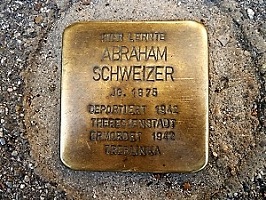 HIER LERNTE
ABRAHAM
SCHWEIZER
JG. 1875
DEPORTIERT 1942
THERESIENSTADT
ERMORDET 1942
TREBLINKA